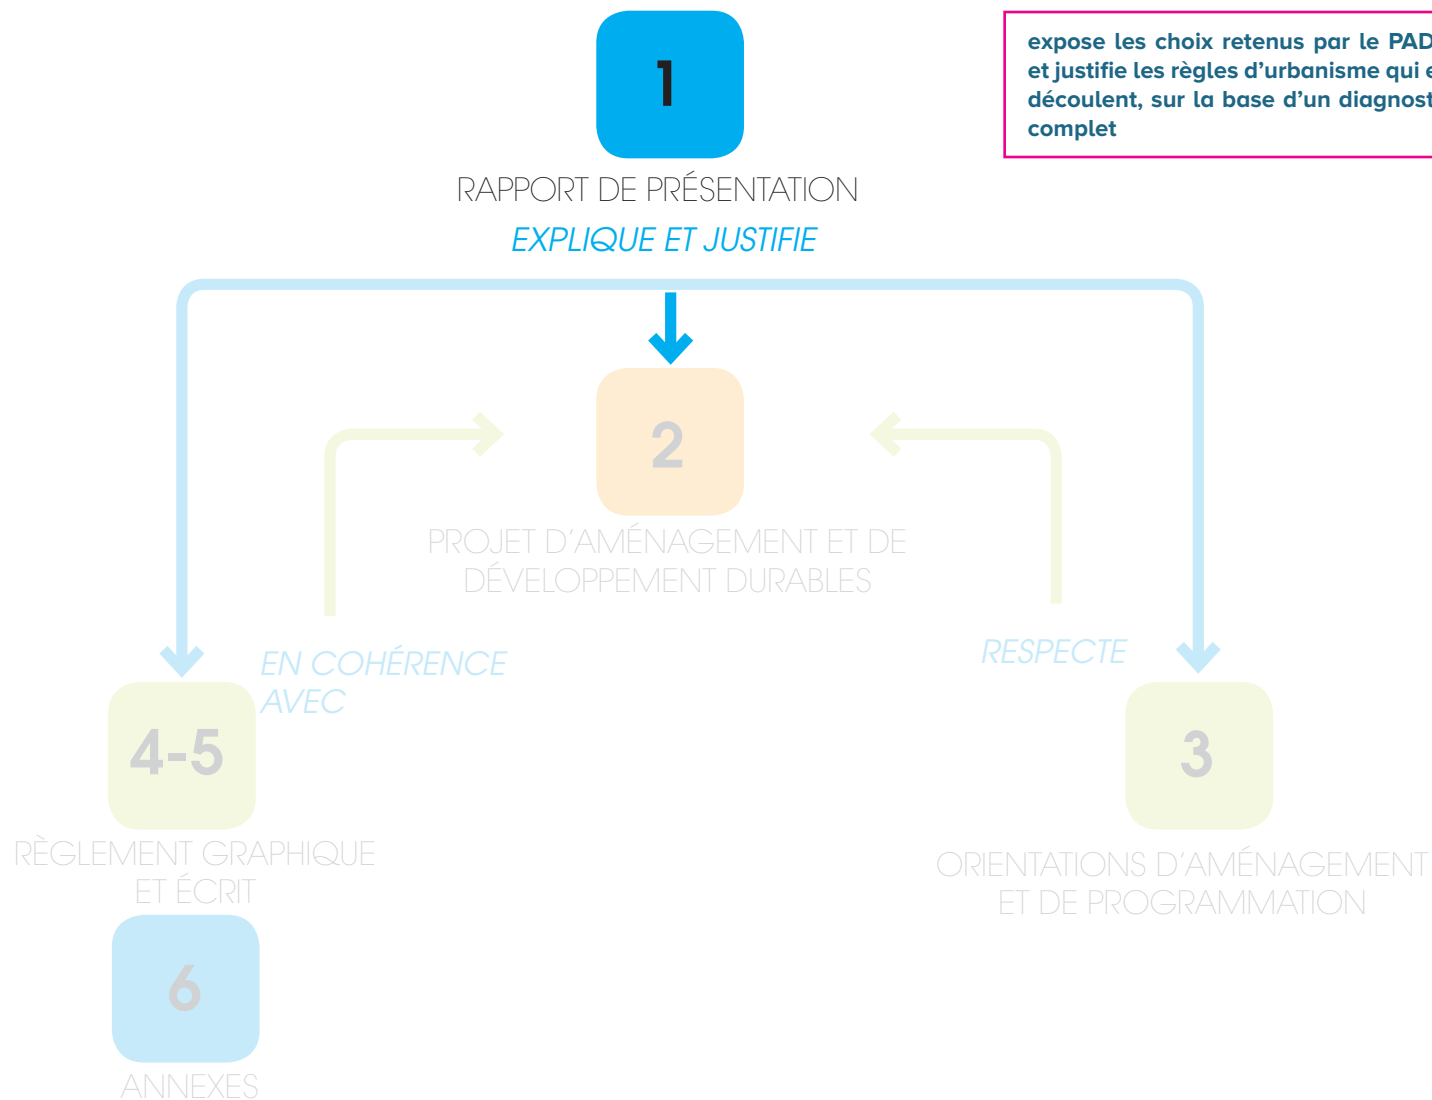 1
expose les choix retenus par le PAD
et justifie les règles d'urbanisme qui e
découlent, sur la base d'un diagnost
complet
RAPPORT DE PRÉSENTATION
EXPLIQUE ET JUSTIFIE
2
PROJET D'AMÉNAGEMENT ET DE
DÉVELOPPEMENT DURABLES
EN COHÉRENCE
AVEC
RESPECTE
4-5
RÈGLEMENT GRAPHIQUE
ET ÉCRIT
3
ORIENTATIONS D'AMÉNAGEMENT
ET DE PROGRAMMATION
6
ANNEXES